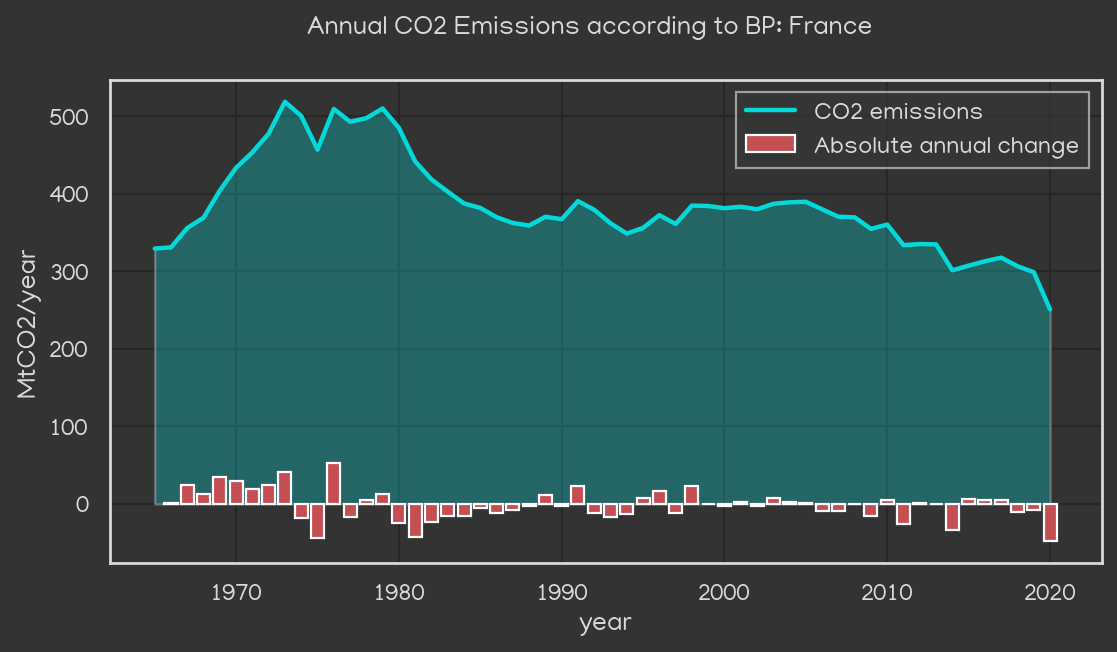 Annual CO2 Emissions according to BP: France
CO2 emissions
Absolute annual change
MtCO2/year
500
400
300
200
100
0
1970 1980 1990 2000 2010 2020
year